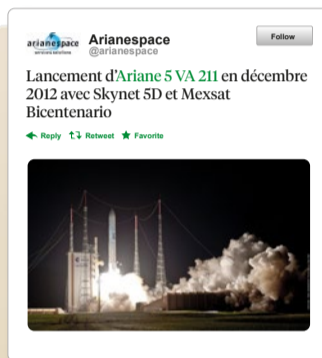 arianespace
Arianespace
@arianespace
Follow
Lancement d'Ariane 5 VA 211 en décembre
2012 avec Skynet 5D et Mexsat
Bicentenario
Reply Retweet Favorite